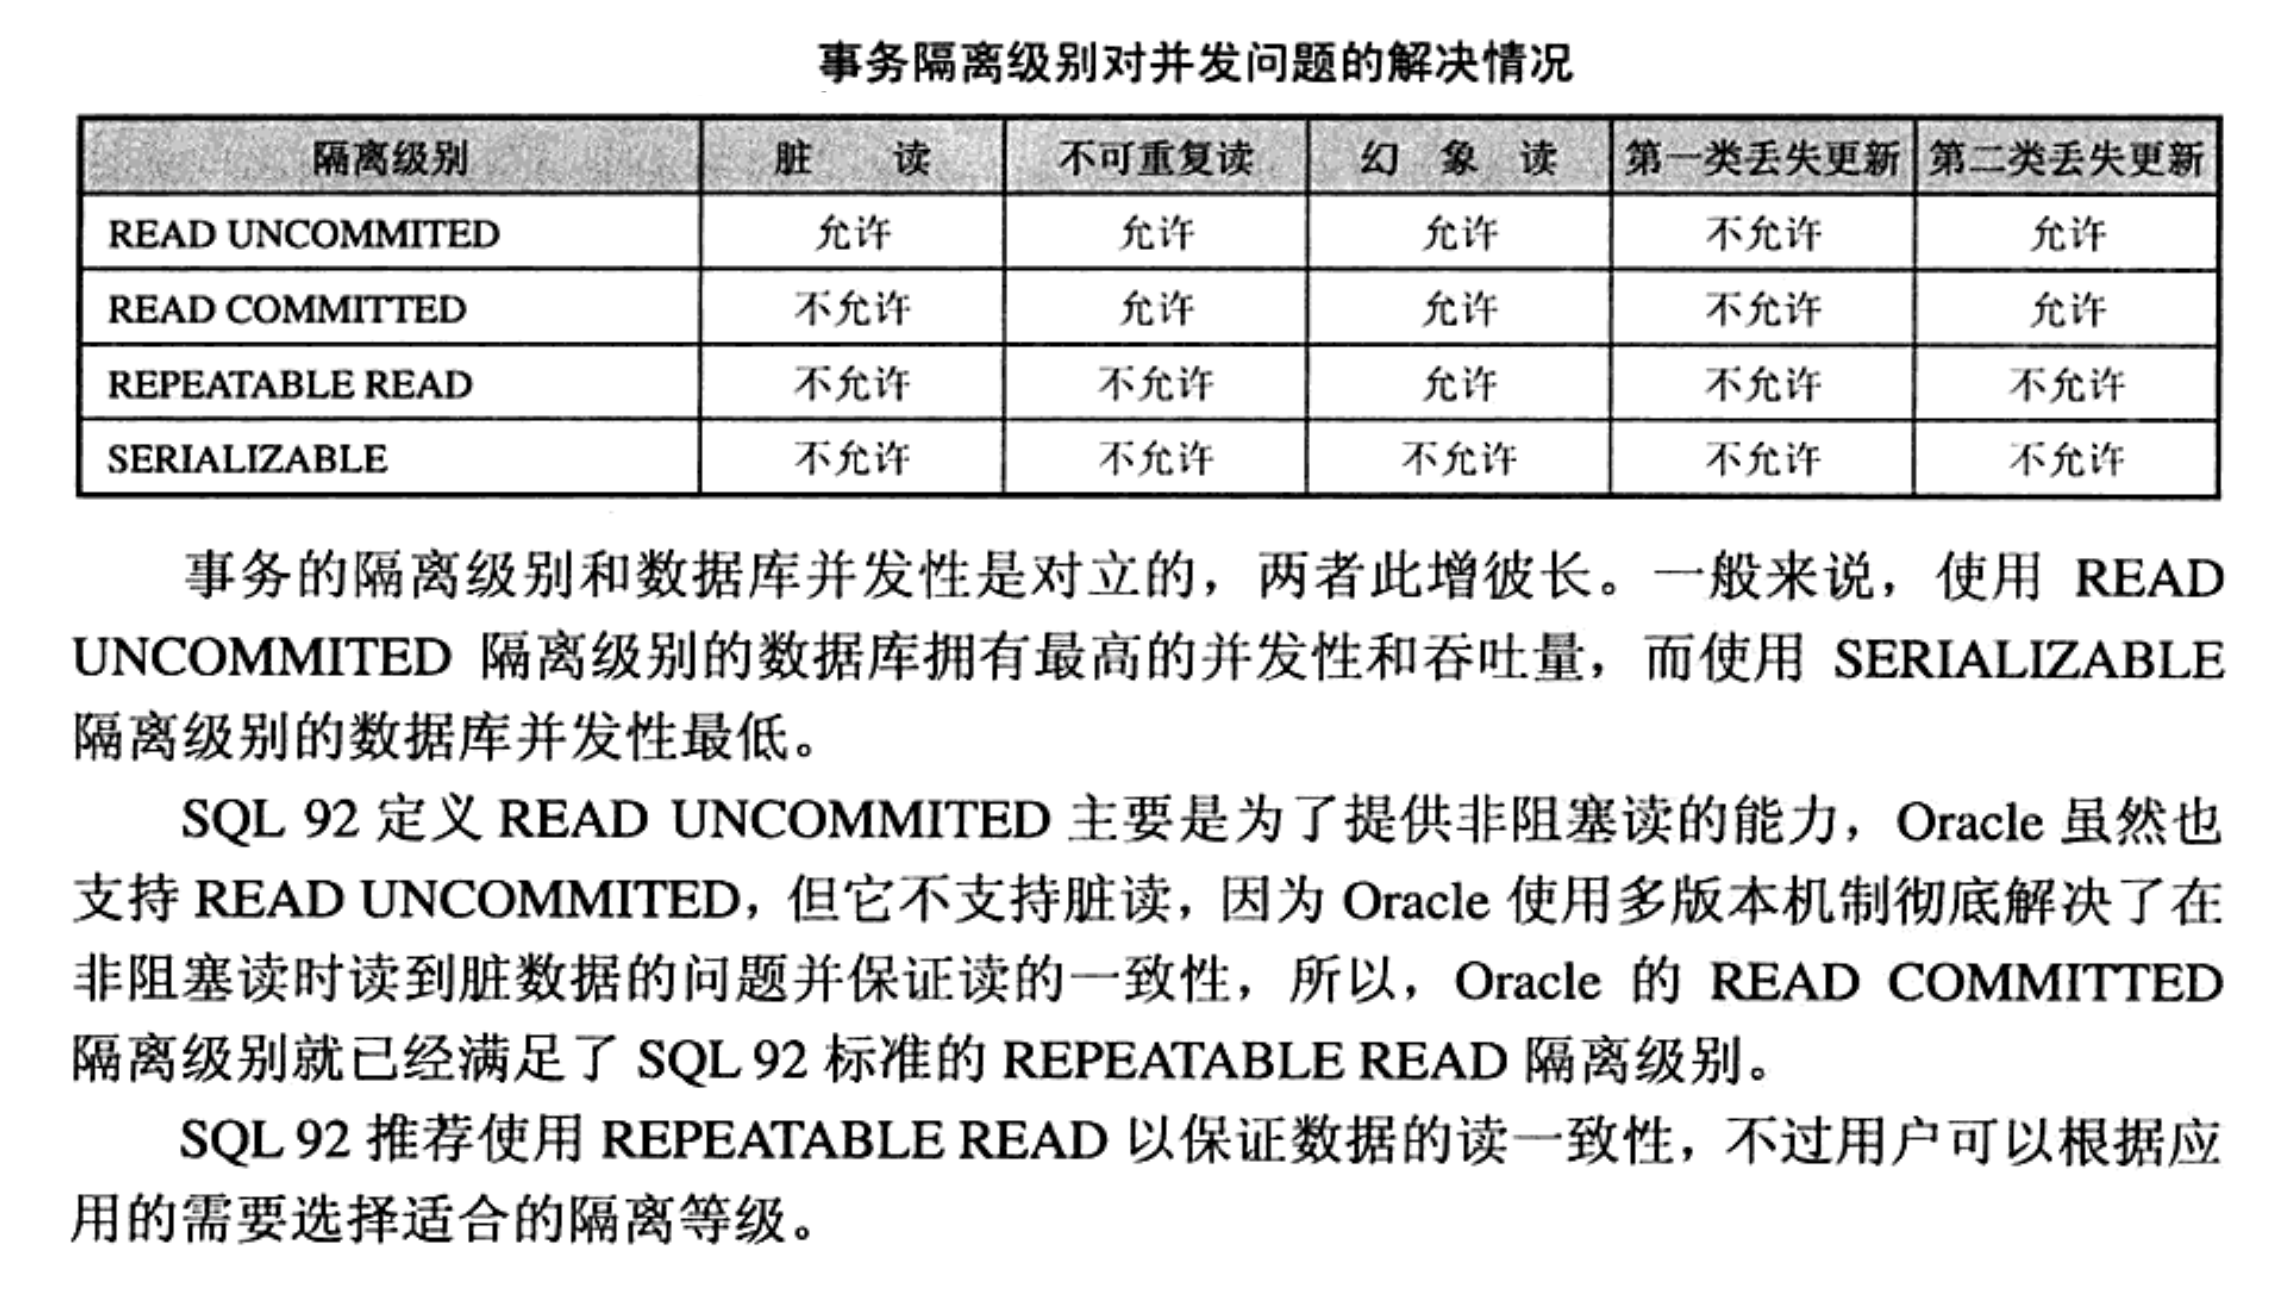 事务隔离级别对并发问题的解决情况
隔离级别 脏 读 不可重复读 幻 象 读 第一类丢失更新 第二类丢失更新
READ UNCOMMITED 允许 允许 允许 不允许 允许
READ COMMITTED 不允许 允许 允许 不允许 允许
REPEATABLE READ 不允许 不允许 允许 不允许 不允许
SERIALIZABLE 不允许 不允许 不允许 不允许 不允许
事务的隔离级别和数据库并发性是对立的，两者此增彼长。一般来说，使用 READ
UNCOMMITED 隔离级别的数据库拥有最高的并发性和吞吐量，而使用 SERIALIZABLE
隔离级别的数据库并发性最低。
SQL 92 定义 READ UNCOMMITED 主要是为了提供非阻塞读的能力，Oracle 虽然也
支持 READ UNCOMMITED，但它不支持脏读，因为 Oracle 使用多版本机制彻底解决了在
非阻塞读时读到脏数据的问题并保证读的一致性，所以，Oracle 的 READ COMMITTED
隔离级别就已经满足了 SQL 92 标准的 REPEATABLE READ 隔离级别。
SQL 92 推荐使用 REPEATABLE READ 以保证数据的读一致性，不过用户可以根据应
用的需要选择适合的隔离等级。